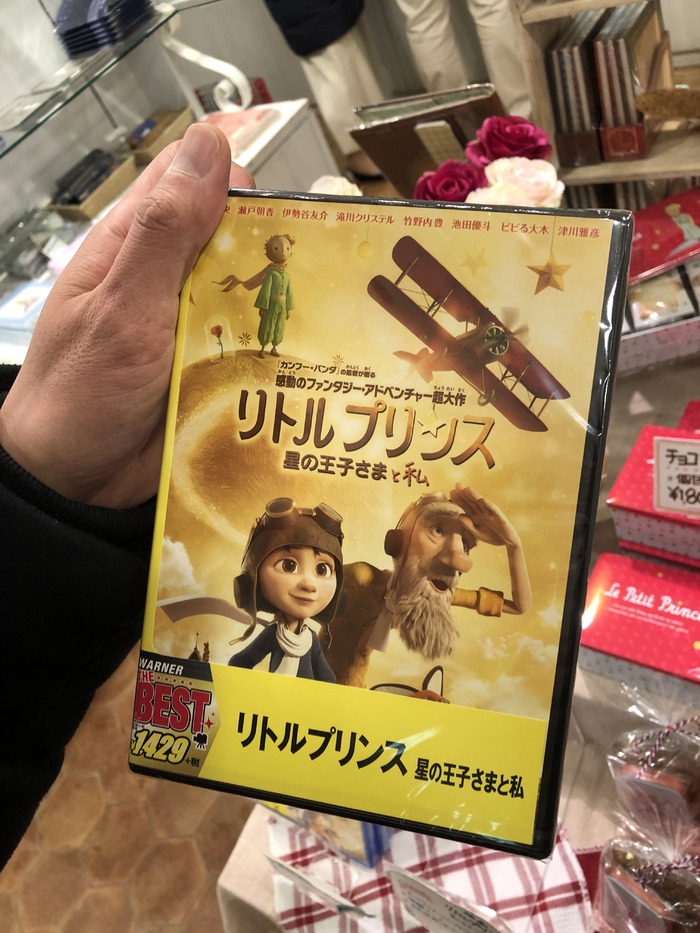 瀬戸朝香 伊勢谷友介 滝川クリステル 竹野内豊 池田優斗 ビビる大木 津川雅彦
「カンフー・パンダ」の監督が贈る
感動のファンタジー・アドベンチャー超大作
リトルプリンス
星の王子さまと私
WARNER
THE
BEST
1429
+税
リトルプリンス 星の王子さまと私
チョコ
Le Petit Prince